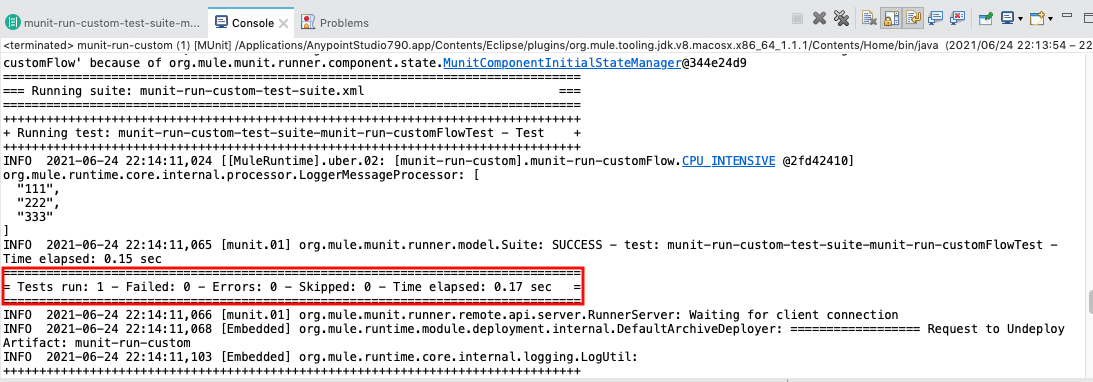 munit-run-custom-test-suite-m... Console Problems
<terminated> munit-run-custom (1) [MUnit] /Applications/AnypointStudio790.app/Contents/Eclipse/plugins/org.mule.tooling.jdk.v8.macosx.x86_64_1.1.1/Contents/Home/bin/java (2021/06/24 22:13:54 – 22
customFlow' because of org.mule.munit.runner.component.state.MunitComponentInitialStateManager@344e24d9
================================================================================
=== Running suite: munit-run-custom-test-suite.xml ===
================================================================================
++++++++++++++++++++++++++++++++++++++++++++++++++++++++++++++++++++++++++++++++
+ Running test: munit-run-custom-test-suite-munit-run-customFlowTest - Test +
++++++++++++++++++++++++++++++++++++++++++++++++++++++++++++++++++++++++++++++++
INFO 2021-06-24 22:14:11,024 [[MuleRuntime].uber.02: [munit-run-custom].munit-run-customFlow.CPU_INTENSIVE @2fd42410]
org.mule.runtime.core.internal.processor.LoggerMessageProcessor: [
"111",
"222",
"333"
]
INFO 2021-06-24 22:14:11,065 [munit.01] org.mule.munit.runner.model.Suite: SUCCESS - test: munit-run-custom-test-suite-munit-run-customFlowTest -
Time elapsed: 0.15 sec
================================================================================
= Tests run: 1 - Failed: 0 - Errors: 0 - Skipped: 0 - Time elapsed: 0.17 sec =
================================================================================
INFO 2021-06-24 22:14:11,066 [munit.01] org.mule.munit.runner.remote.api.server.RunnerServer: Waiting for client connection
INFO 2021-06-24 22:14:11,068 [Embedded] org.mule.runtime.module.deployment.internal.DefaultArchiveDeployer: ================== Request to Undeploy
Artifact: munit-run-custom
INFO 2021-06-24 22:14:11,103 [Embedded] org.mule.runtime.core.internal.logging.LogUtil:
++++++++++++++++++++++++++++++++++++++++++++++++++++++++++++++++++++++++++++++++